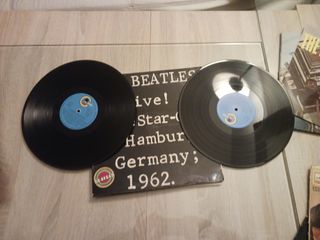 BEATLES
ive!
Star-C
Hambur
Germany;
1962.